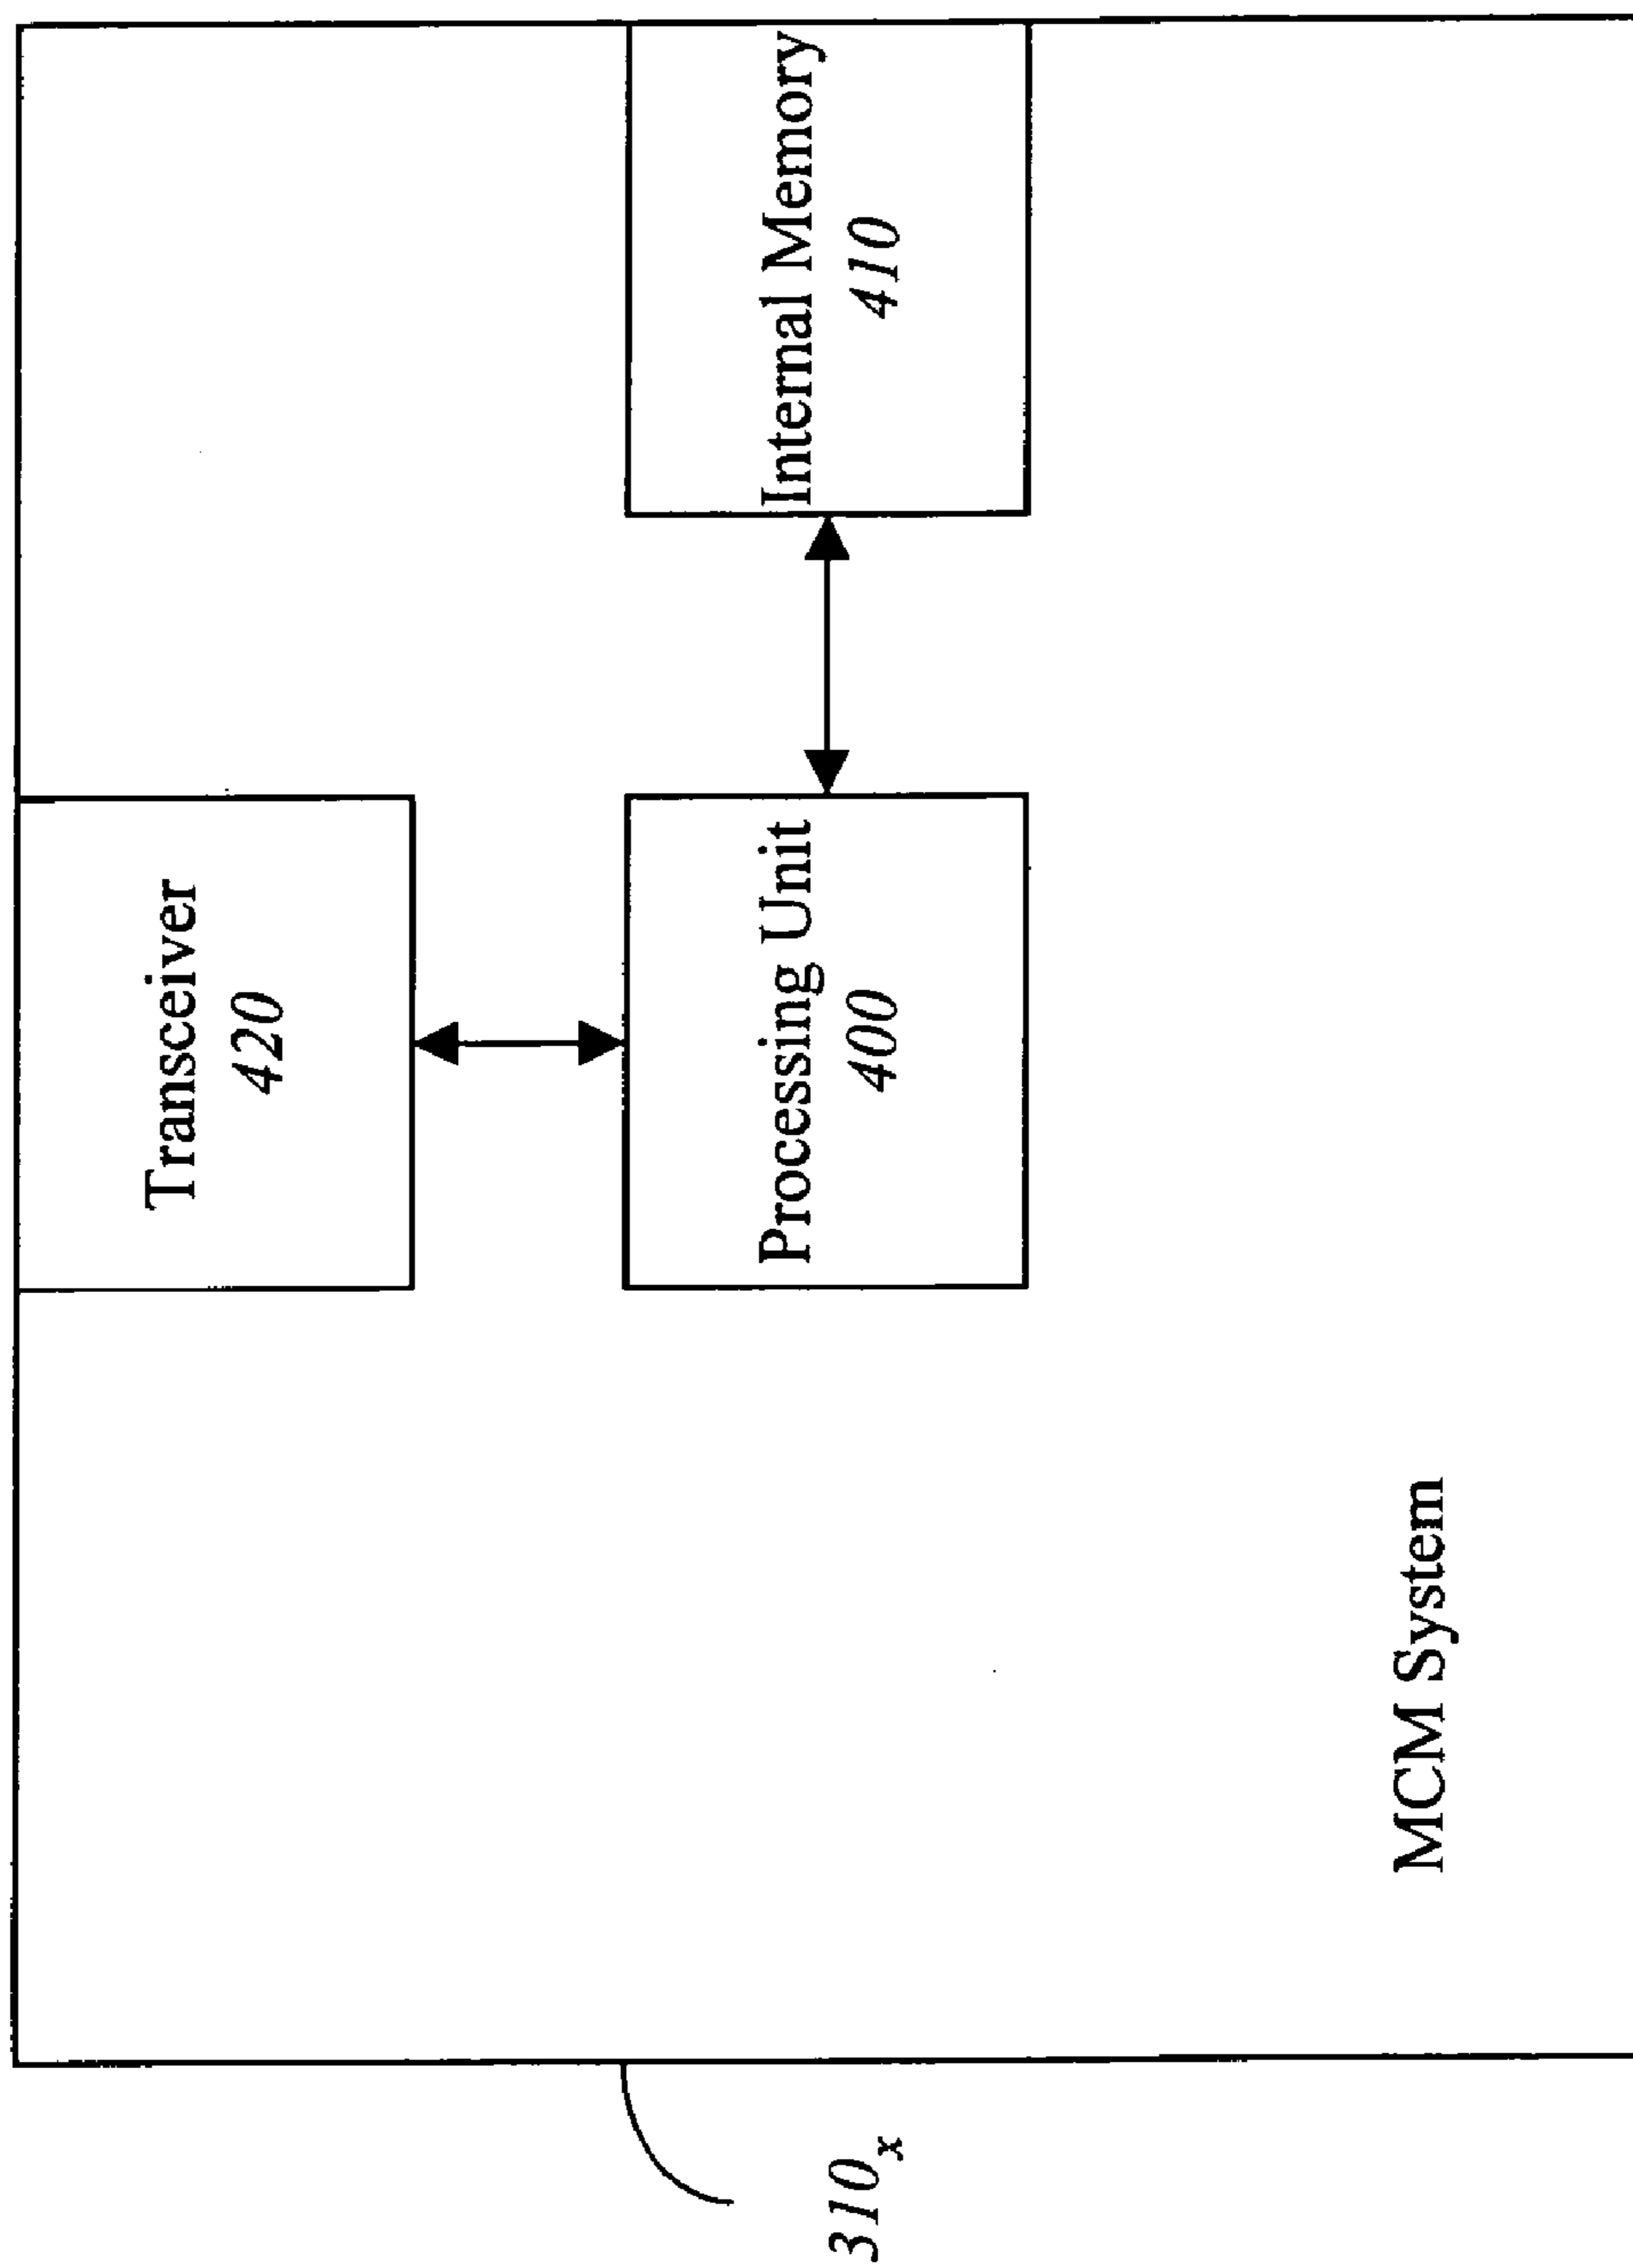 Transceiver
420
Processing Unit
400
Internal Memory
410
MCM System
310x